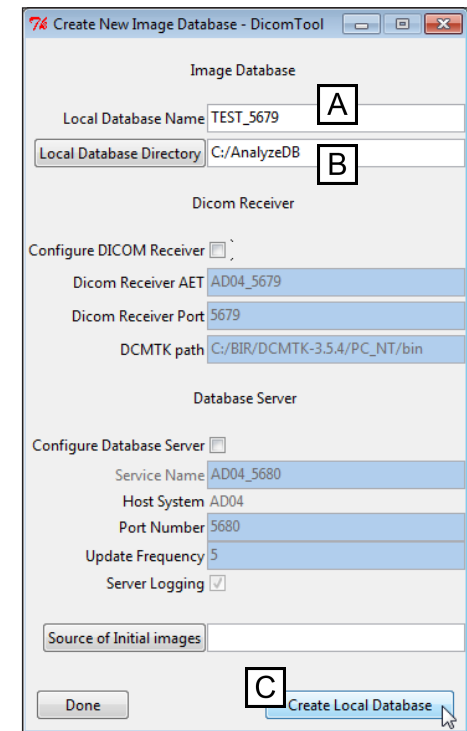 Create New Image Database - DicomTool
Image Database
A
Local Database Name TEST_5679
Local Database Directory C:/AnalyzeDB
B
Dicom Receiver
Configure DICOM Receiver
Dicom Receiver AET AD04_5679
Dicom Receiver Port 5679
DCMTK path C:/BIR/DCMTK-3.5.4/PC_NT/bin
Database Server
Configure Database Server
Service Name AD04_5680
Host System AD04
Port Number 5680
Update Frequency 5
Server Logging
Source of Initial images
C
Done Create Local Database